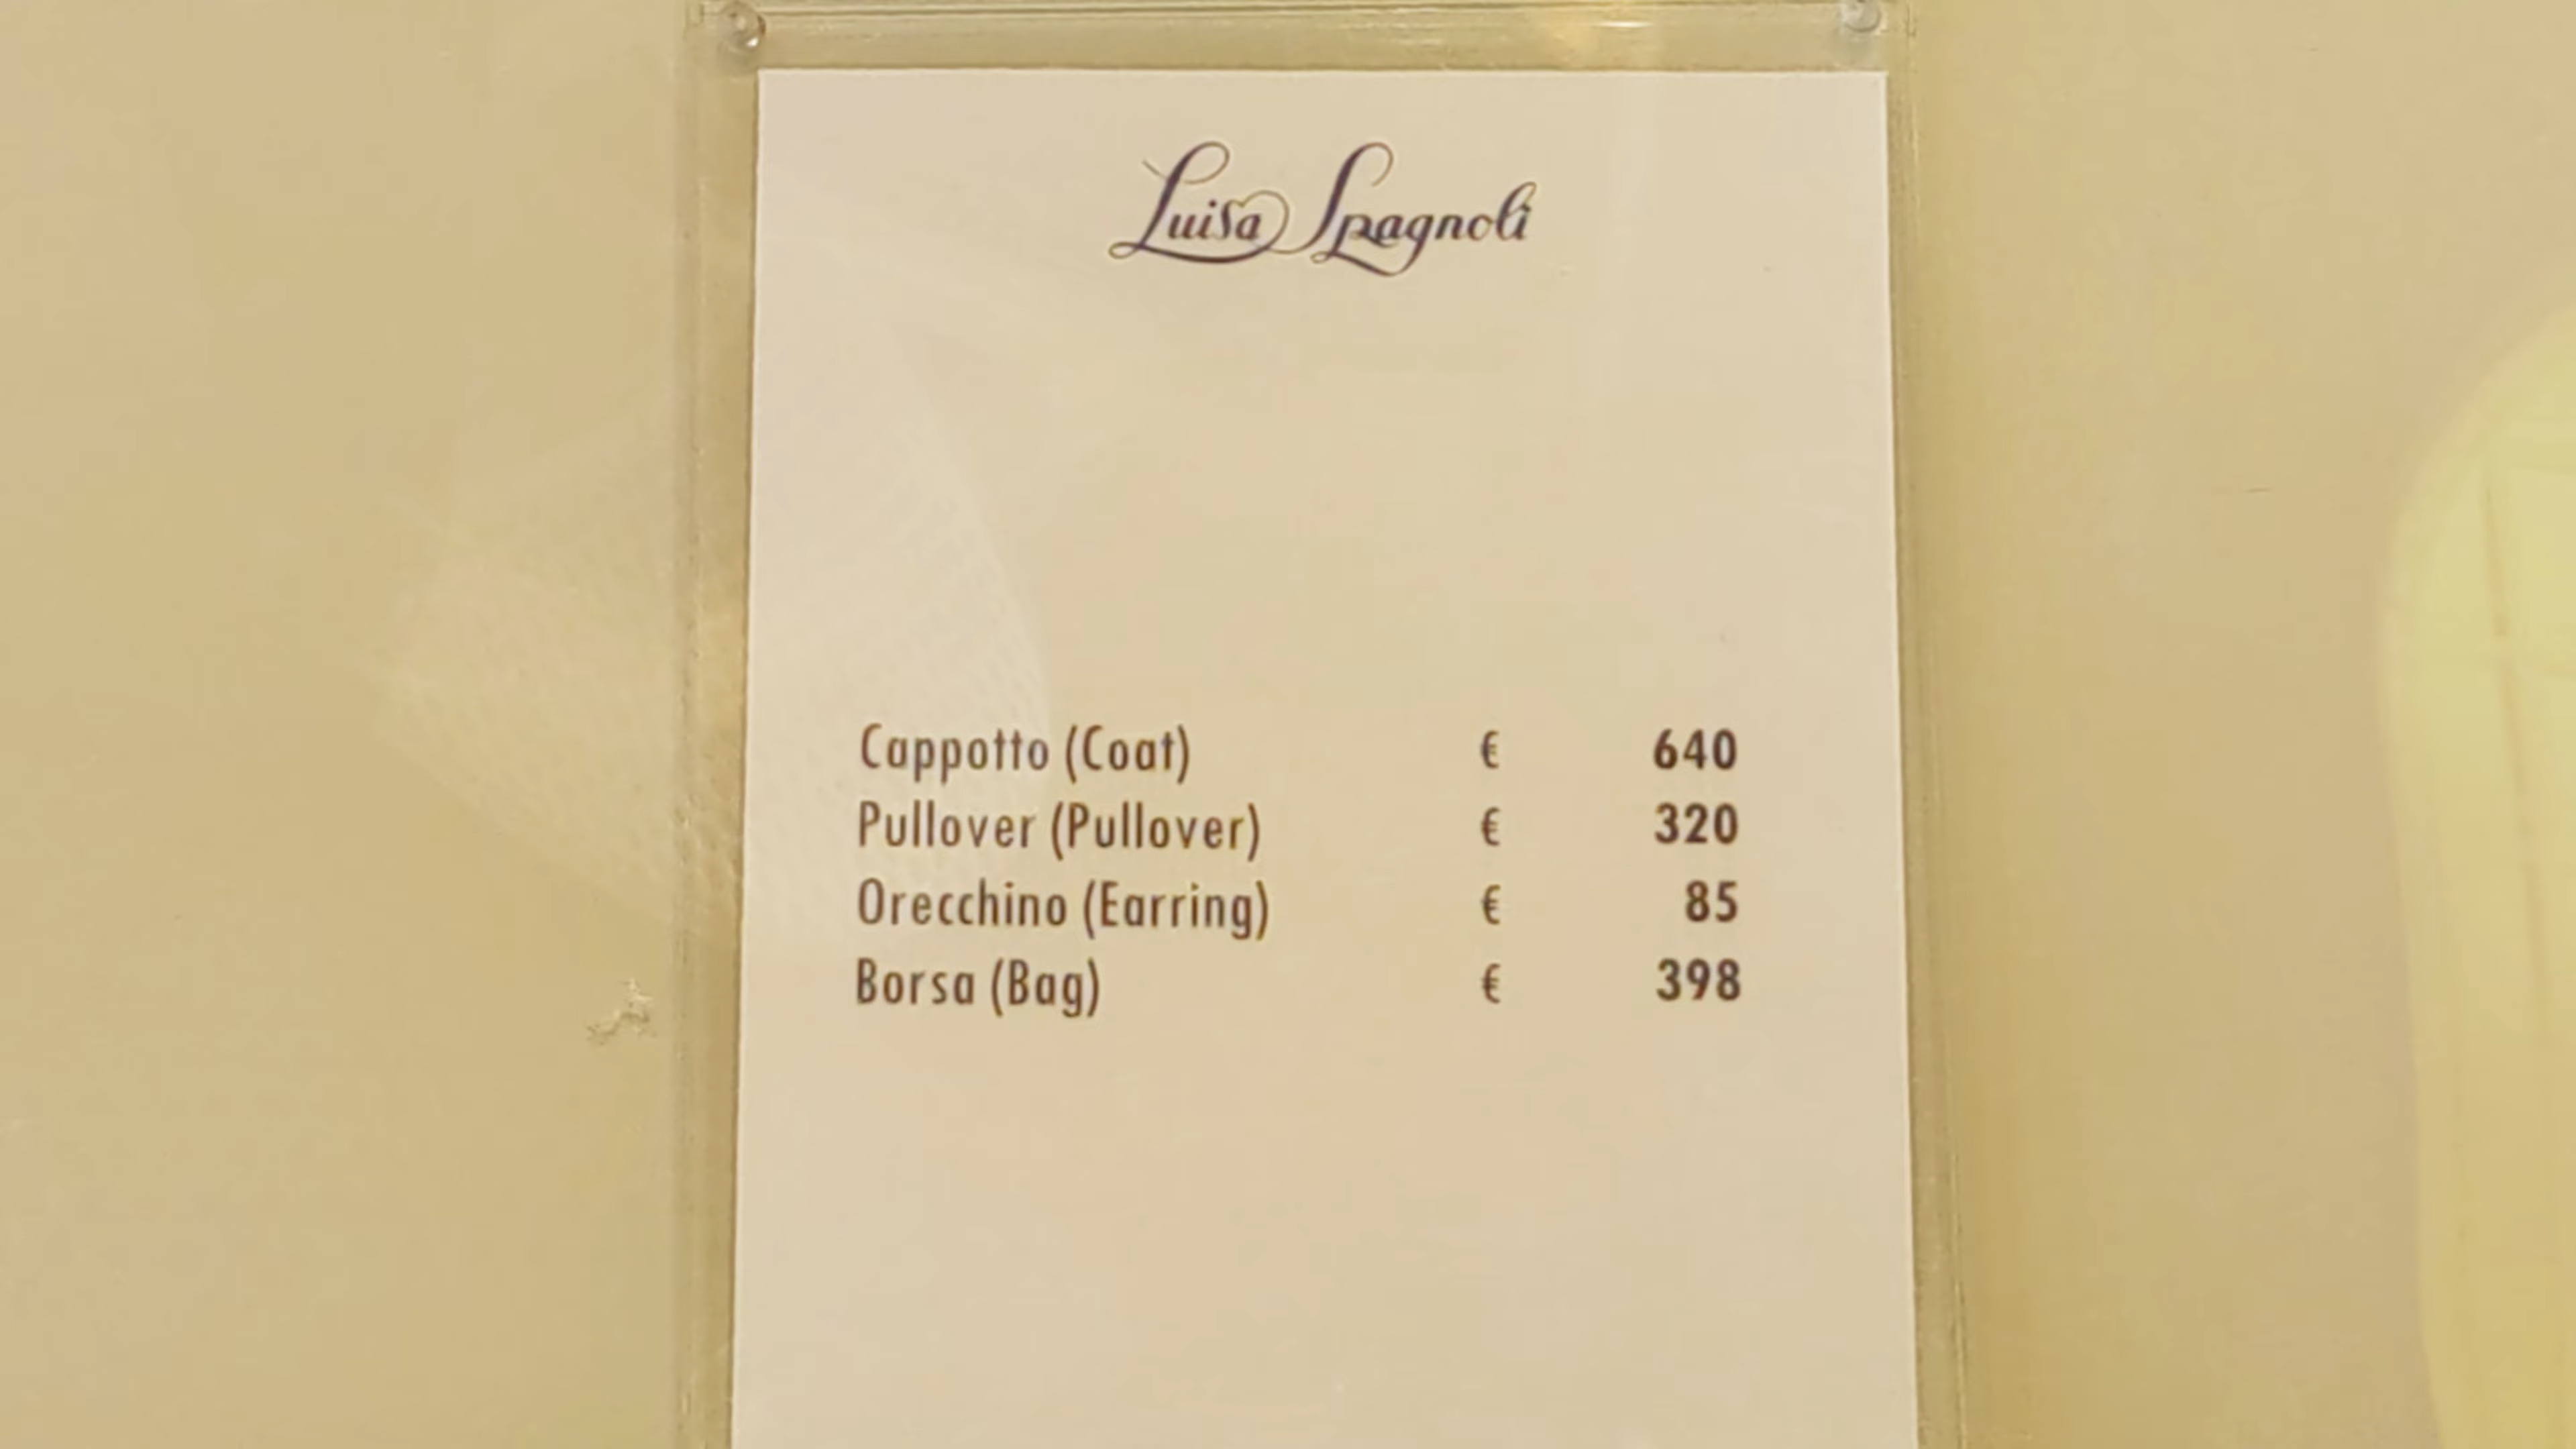 Luisa Spagnoli
Cappotto (Coat) € 640
Pullover (Pullover) € 320
Orecchino (Earring) € 85
Borsa (Bag) € 398